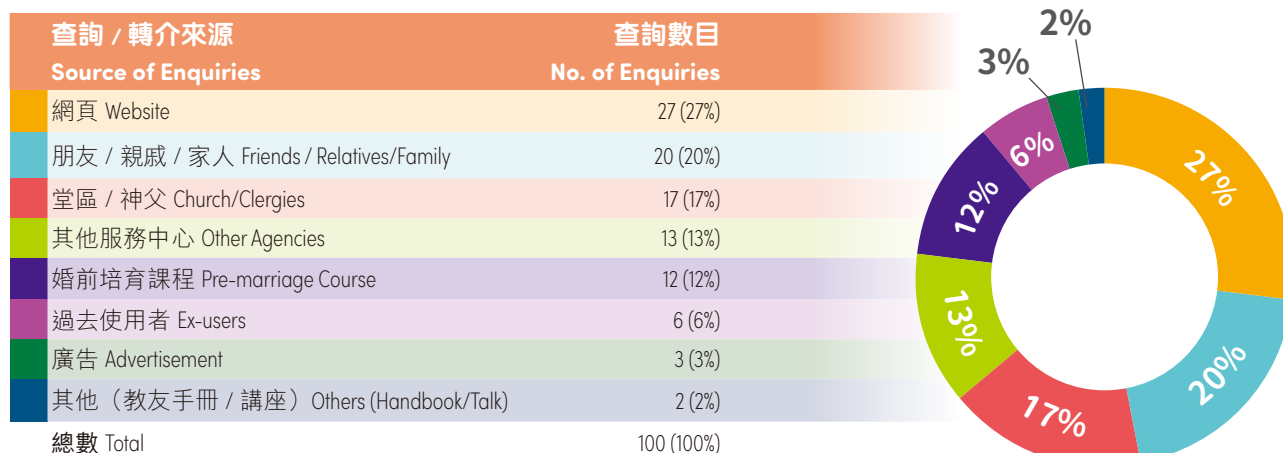 查詢 / 轉介來源 查詢數目
Source of Enquiries No. of Enquiries
網頁 Website 27 (27%)
朋友 / 親戚 / 家人 Friends / Relatives/Family 20 (20%)
堂區 / 神父 Church/Clergies 17 (17%)
其他服務中心 Other Agencies 13 (13%)
婚前培育課程 Pre-marriage Course 12 (12%)
過去使用者 Ex-users 6 (6%)
廣告 Advertisement 3 (3%)
其他（教友手冊 / 講座）Others (Handbook/Talk) 2 (2%)
總數 Total 100 (100%)
2%
3%
6%
27%
12%
13%
20%
17%